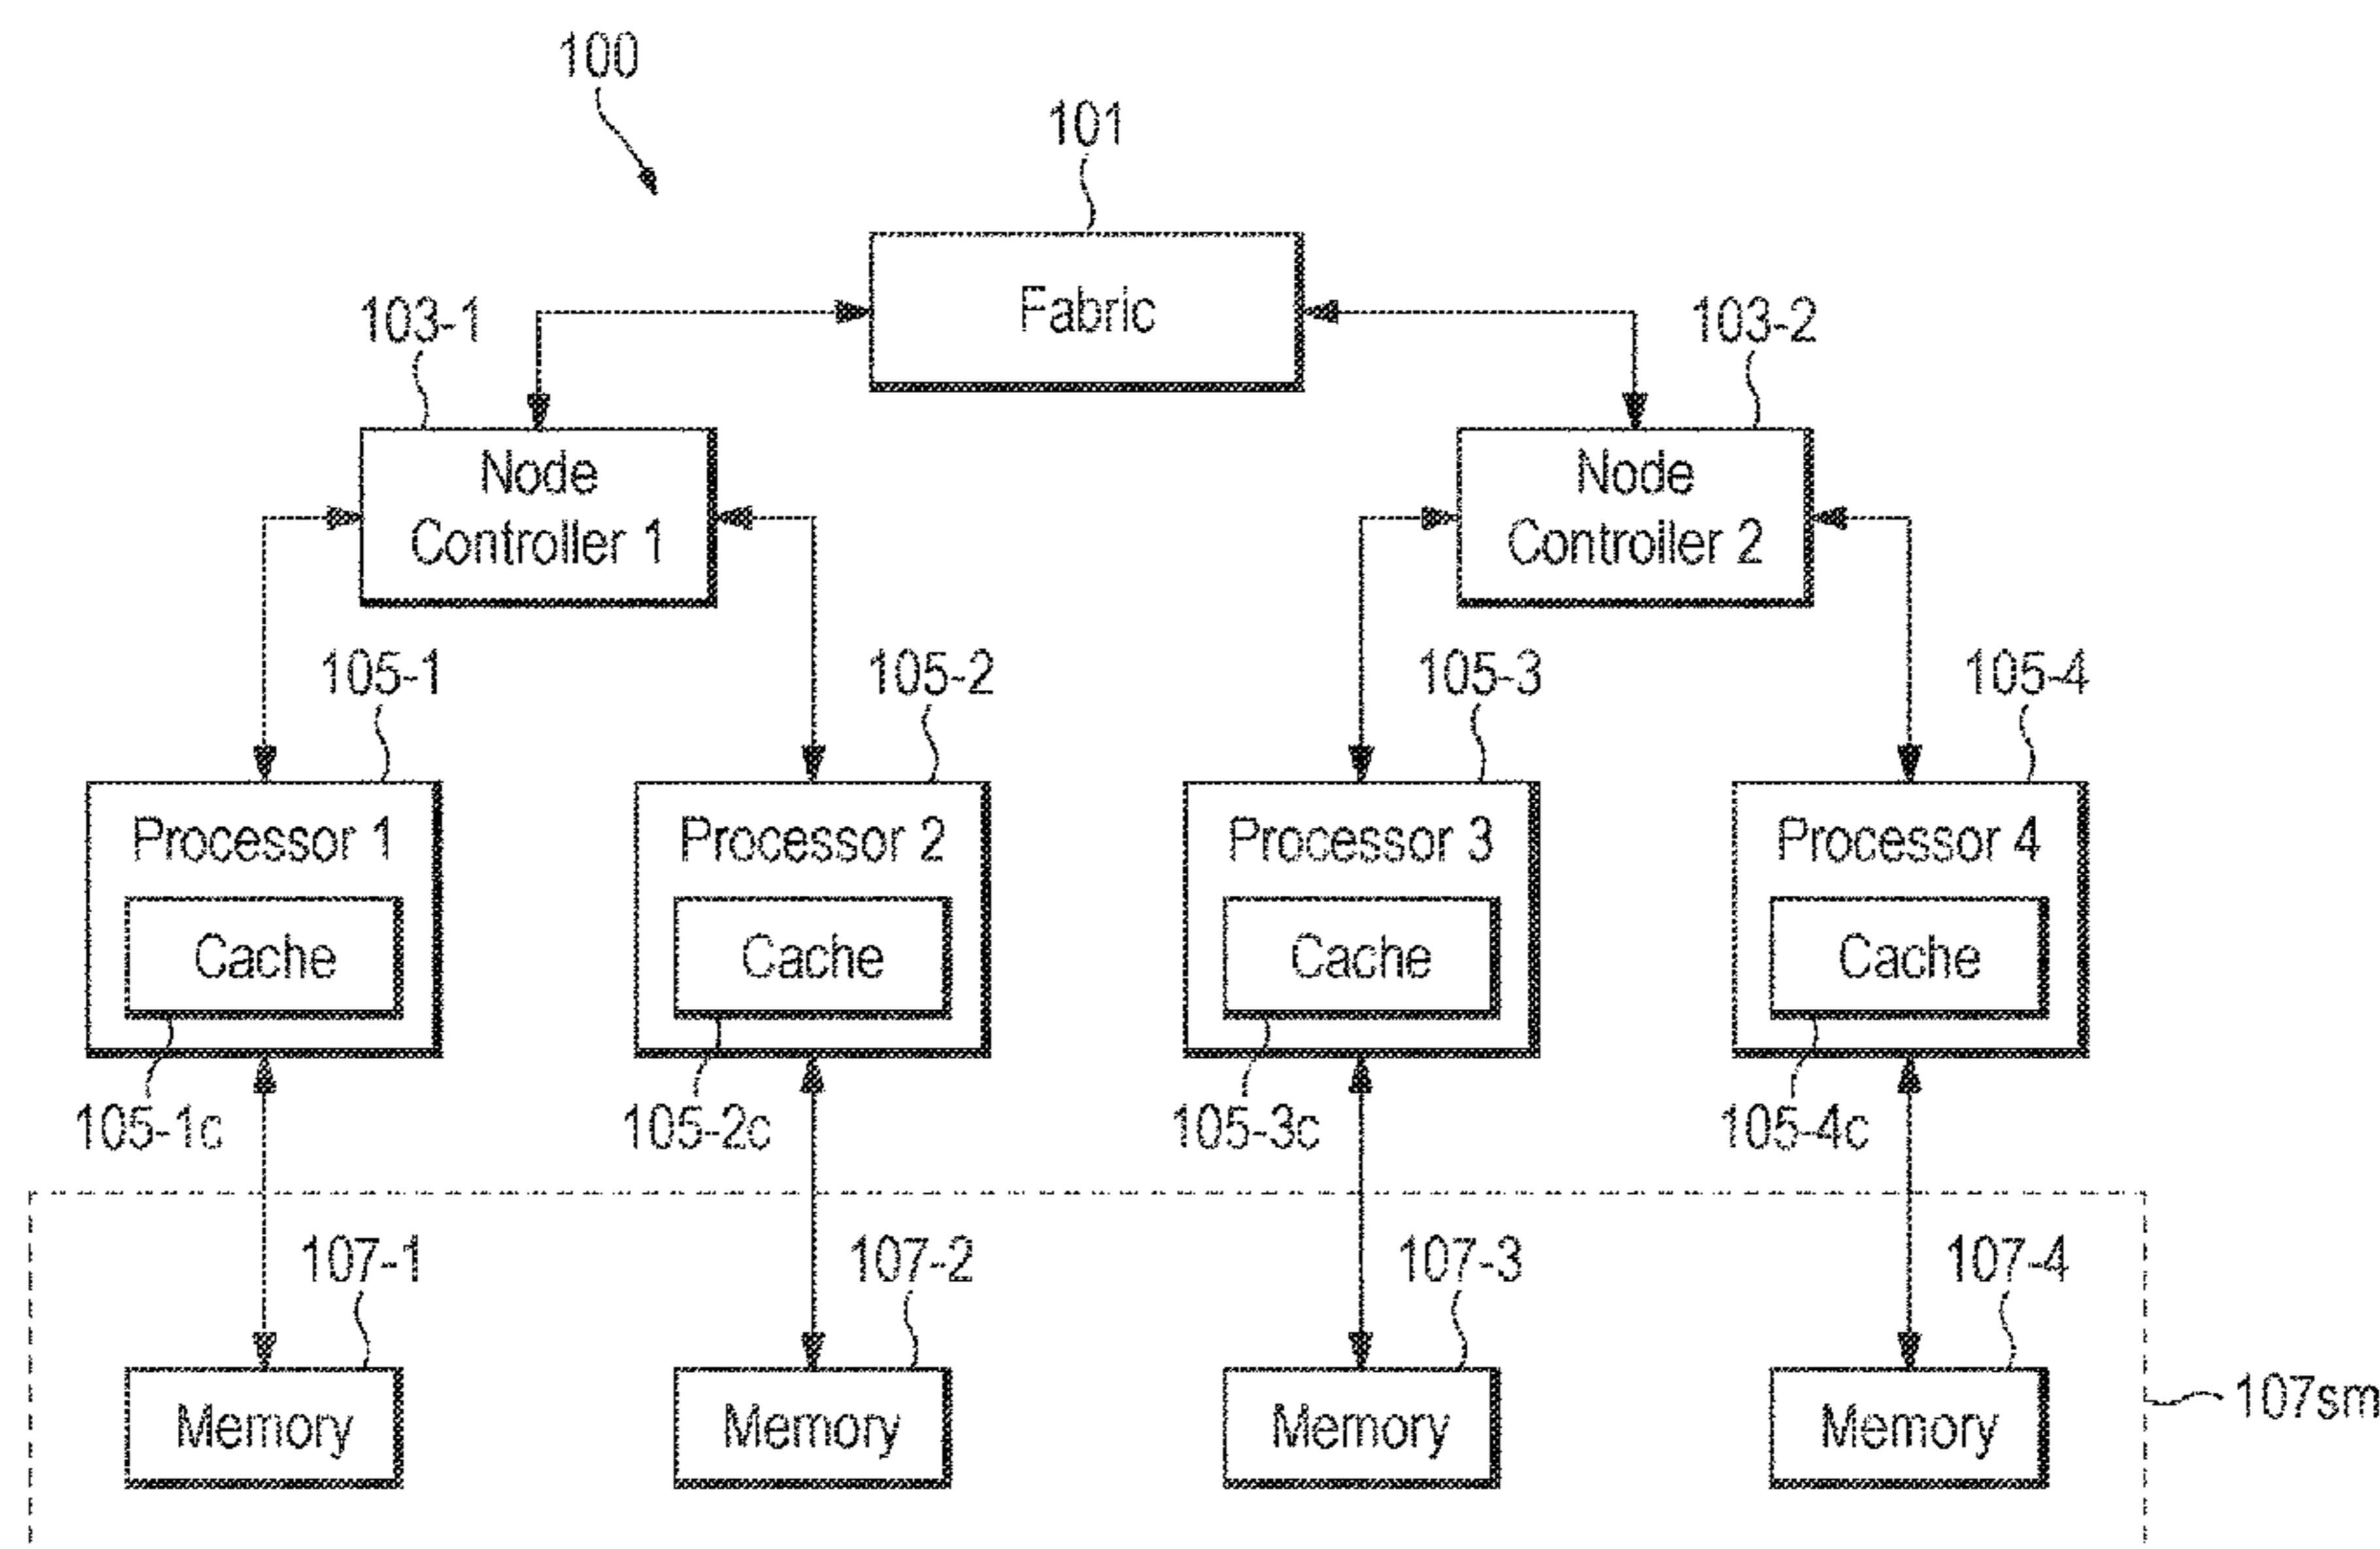 100
101
Fabric
103-1
103-2
Node
Controller 1
Node
Controller 2
105-1
105-2
105-3
105-4
Processor 1
Processor 2
Processor 3
Processor 4
Cache
Cache
Cache
Cache
105-1c
105-2c
105-3c
105-4c
107-1
107-2
107-3
107-4
107sm
Memory
Memory
Memory
Memory